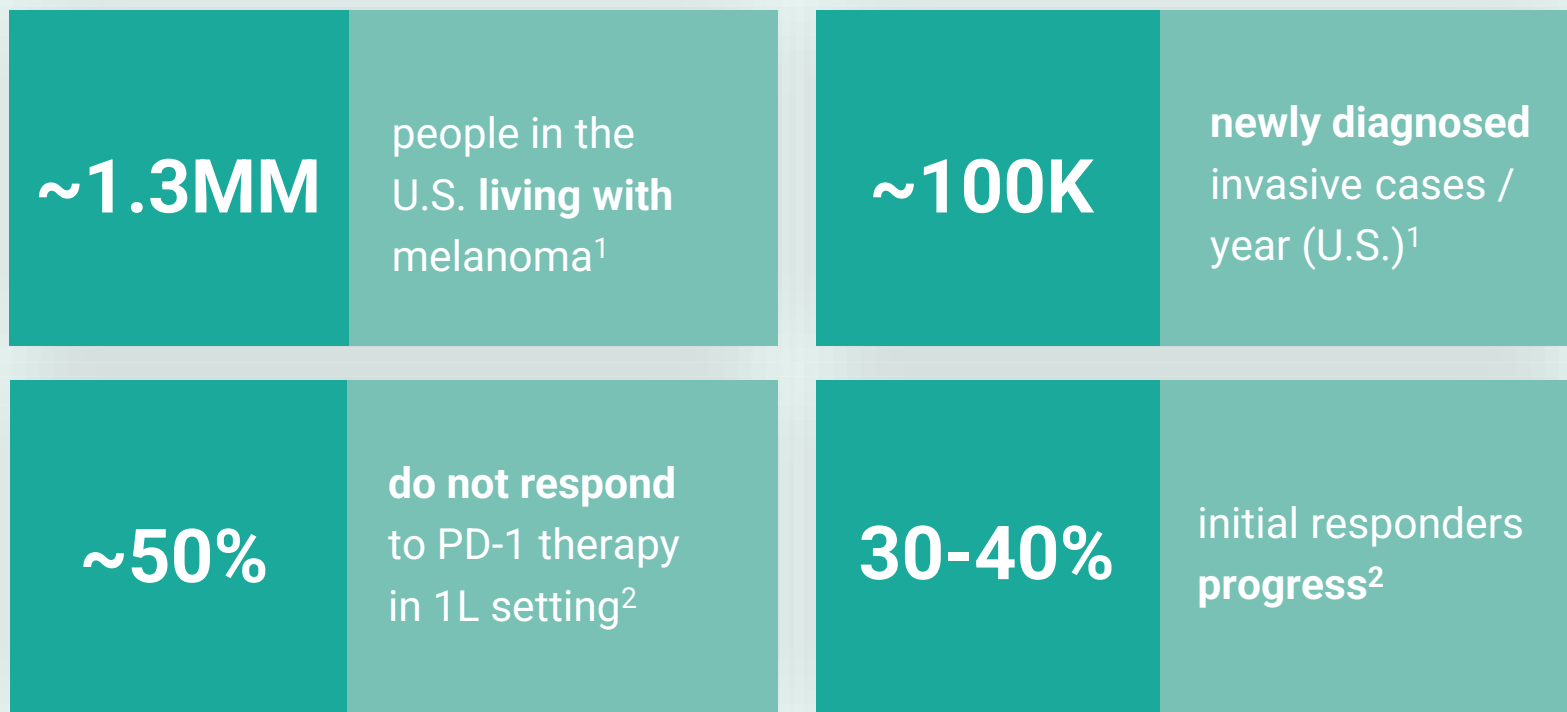 ~1.3MM
people in the
U.S. living with
melanoma¹
~100K
newly diagnosed
invasive cases /
year (U.S.)¹
~50%
do not respond
to PD-1 therapy
in 1L setting²
30-40%
initial responders
progress²